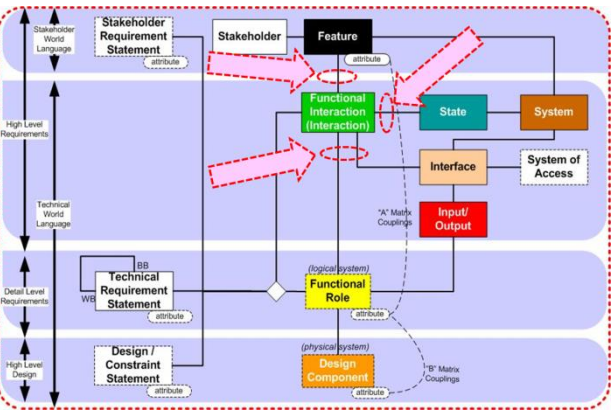 Stakeholder
World
Language
Stakeholder
Requirement
Statement
attribute
Stakeholder
Feature
attribute
High Level
Requirements
Technical
World
Language
Functional
Interaction
(Interaction)
State
System
Interface
System of
Access
Input/
Output
"A" Matrix
Couplings
Detail Level
Requirements
BB
WB
Technical
Requirement
Statement
attribute
(logical system)
Functional
Role
attribute
High Level
Design
Design /
Constraint
Statement
attribute
(physical system)
Design
Component
attribute
"B" Matrix
Couplings